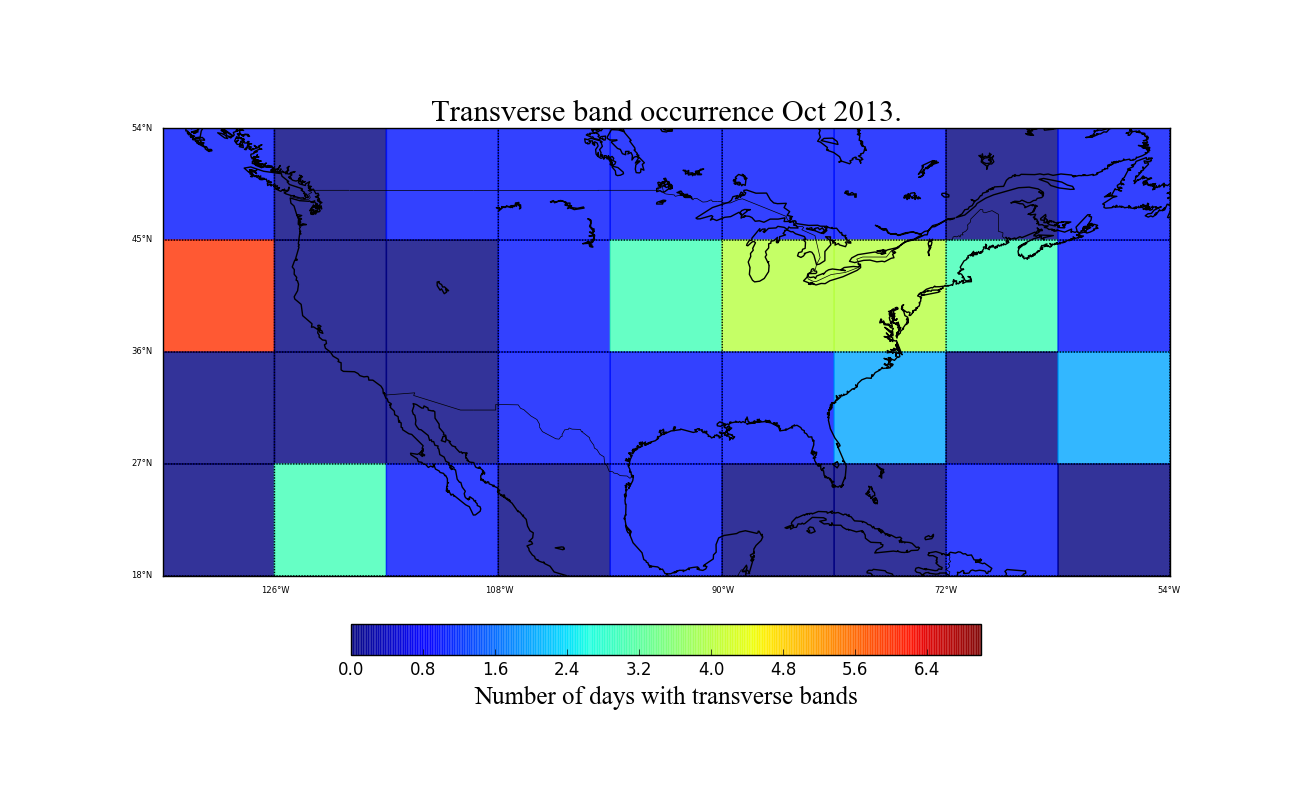 Transverse band occurrence Oct 2013.
54°N
45°N
36°N
27°N
18°N
126°W 108°W 90°W 72°W 54°W
0.0 0.8 1.6 2.4 3.2 4.0 4.8 5.6 6.4
Number of days with transverse bands